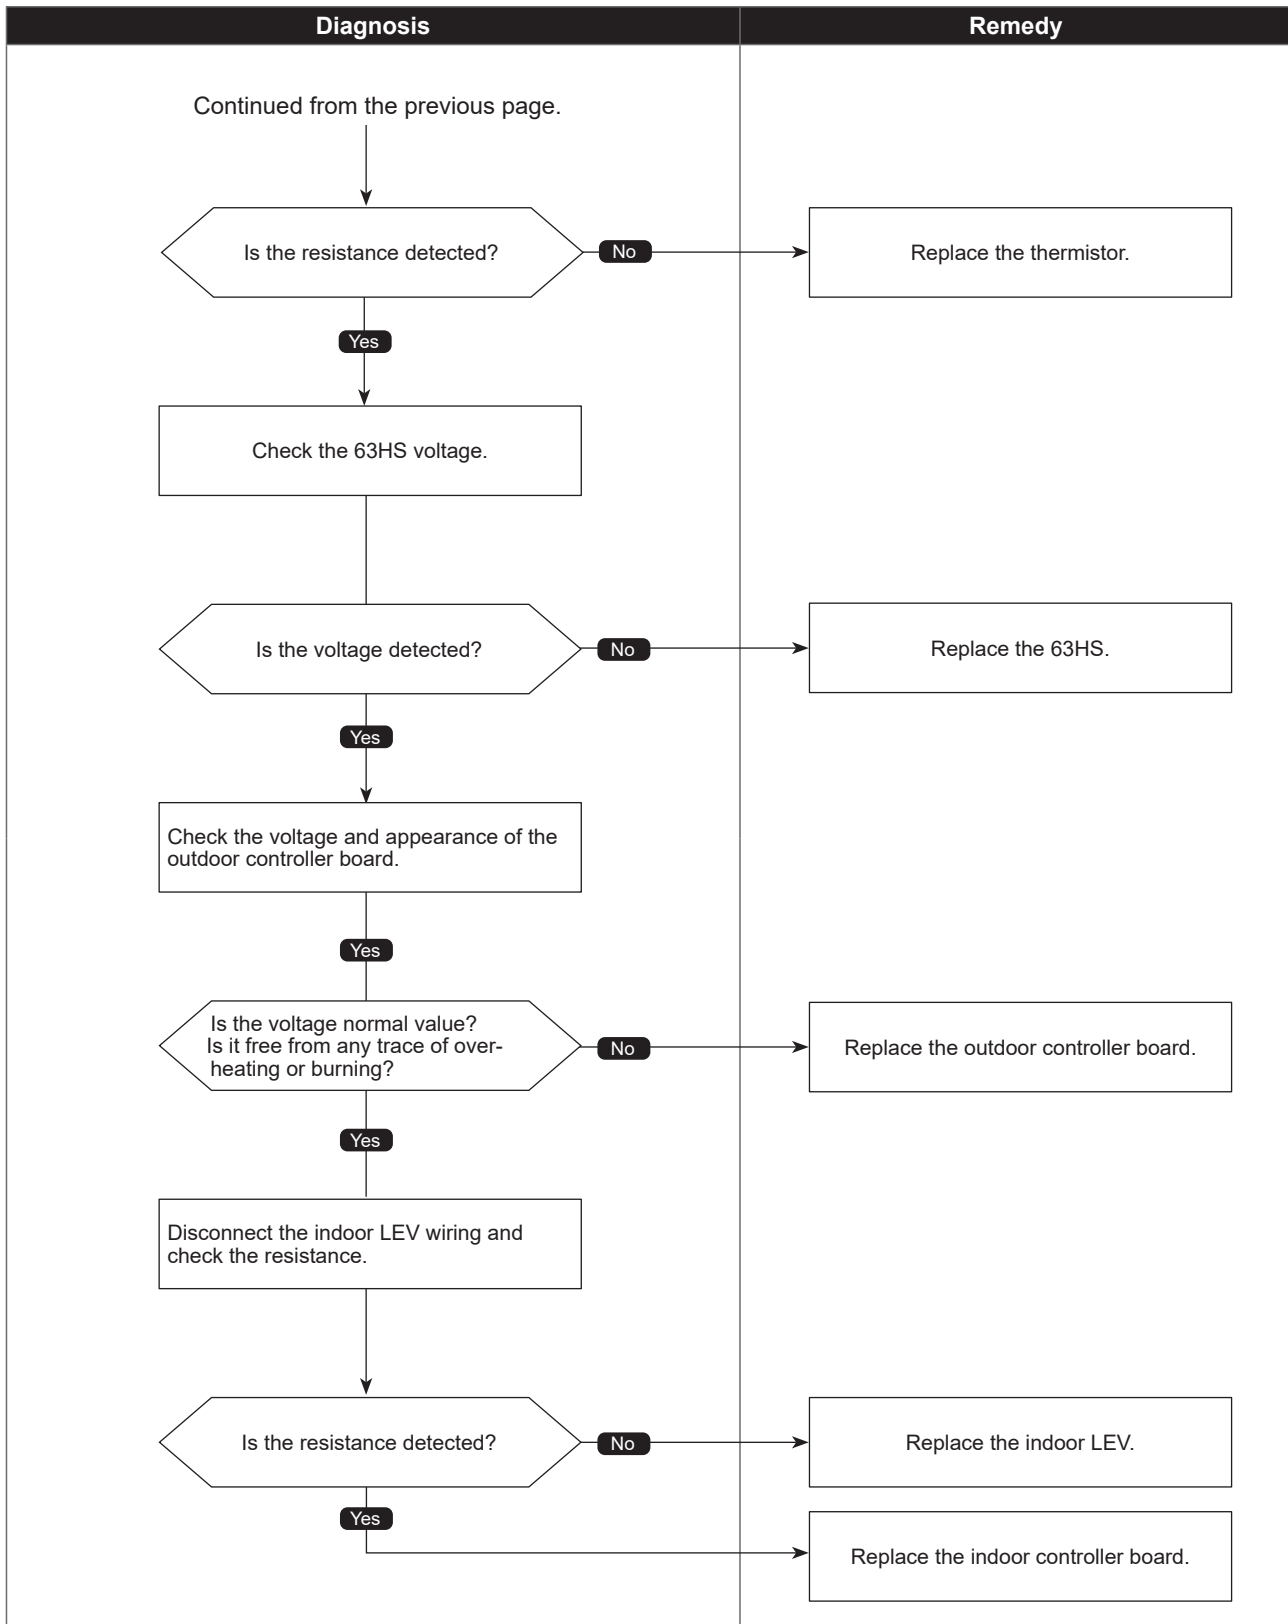 Diagnosis
Remedy
Continued from the previous page.
Is the resistance detected?
No
Replace the thermistor.
Yes
Check the 63HS voltage.
Is the voltage detected?
No
Replace the 63HS.
Yes
Check the voltage and appearance of the
outdoor controller board.
Yes
Is the voltage normal value?
Is it free from any trace of over-
heating or burning?
No
Replace the outdoor controller board.
Yes
Disconnect the indoor LEV wiring and
check the resistance.
Is the resistance detected?
No
Replace the indoor LEV.
Yes
Replace the indoor controller board.